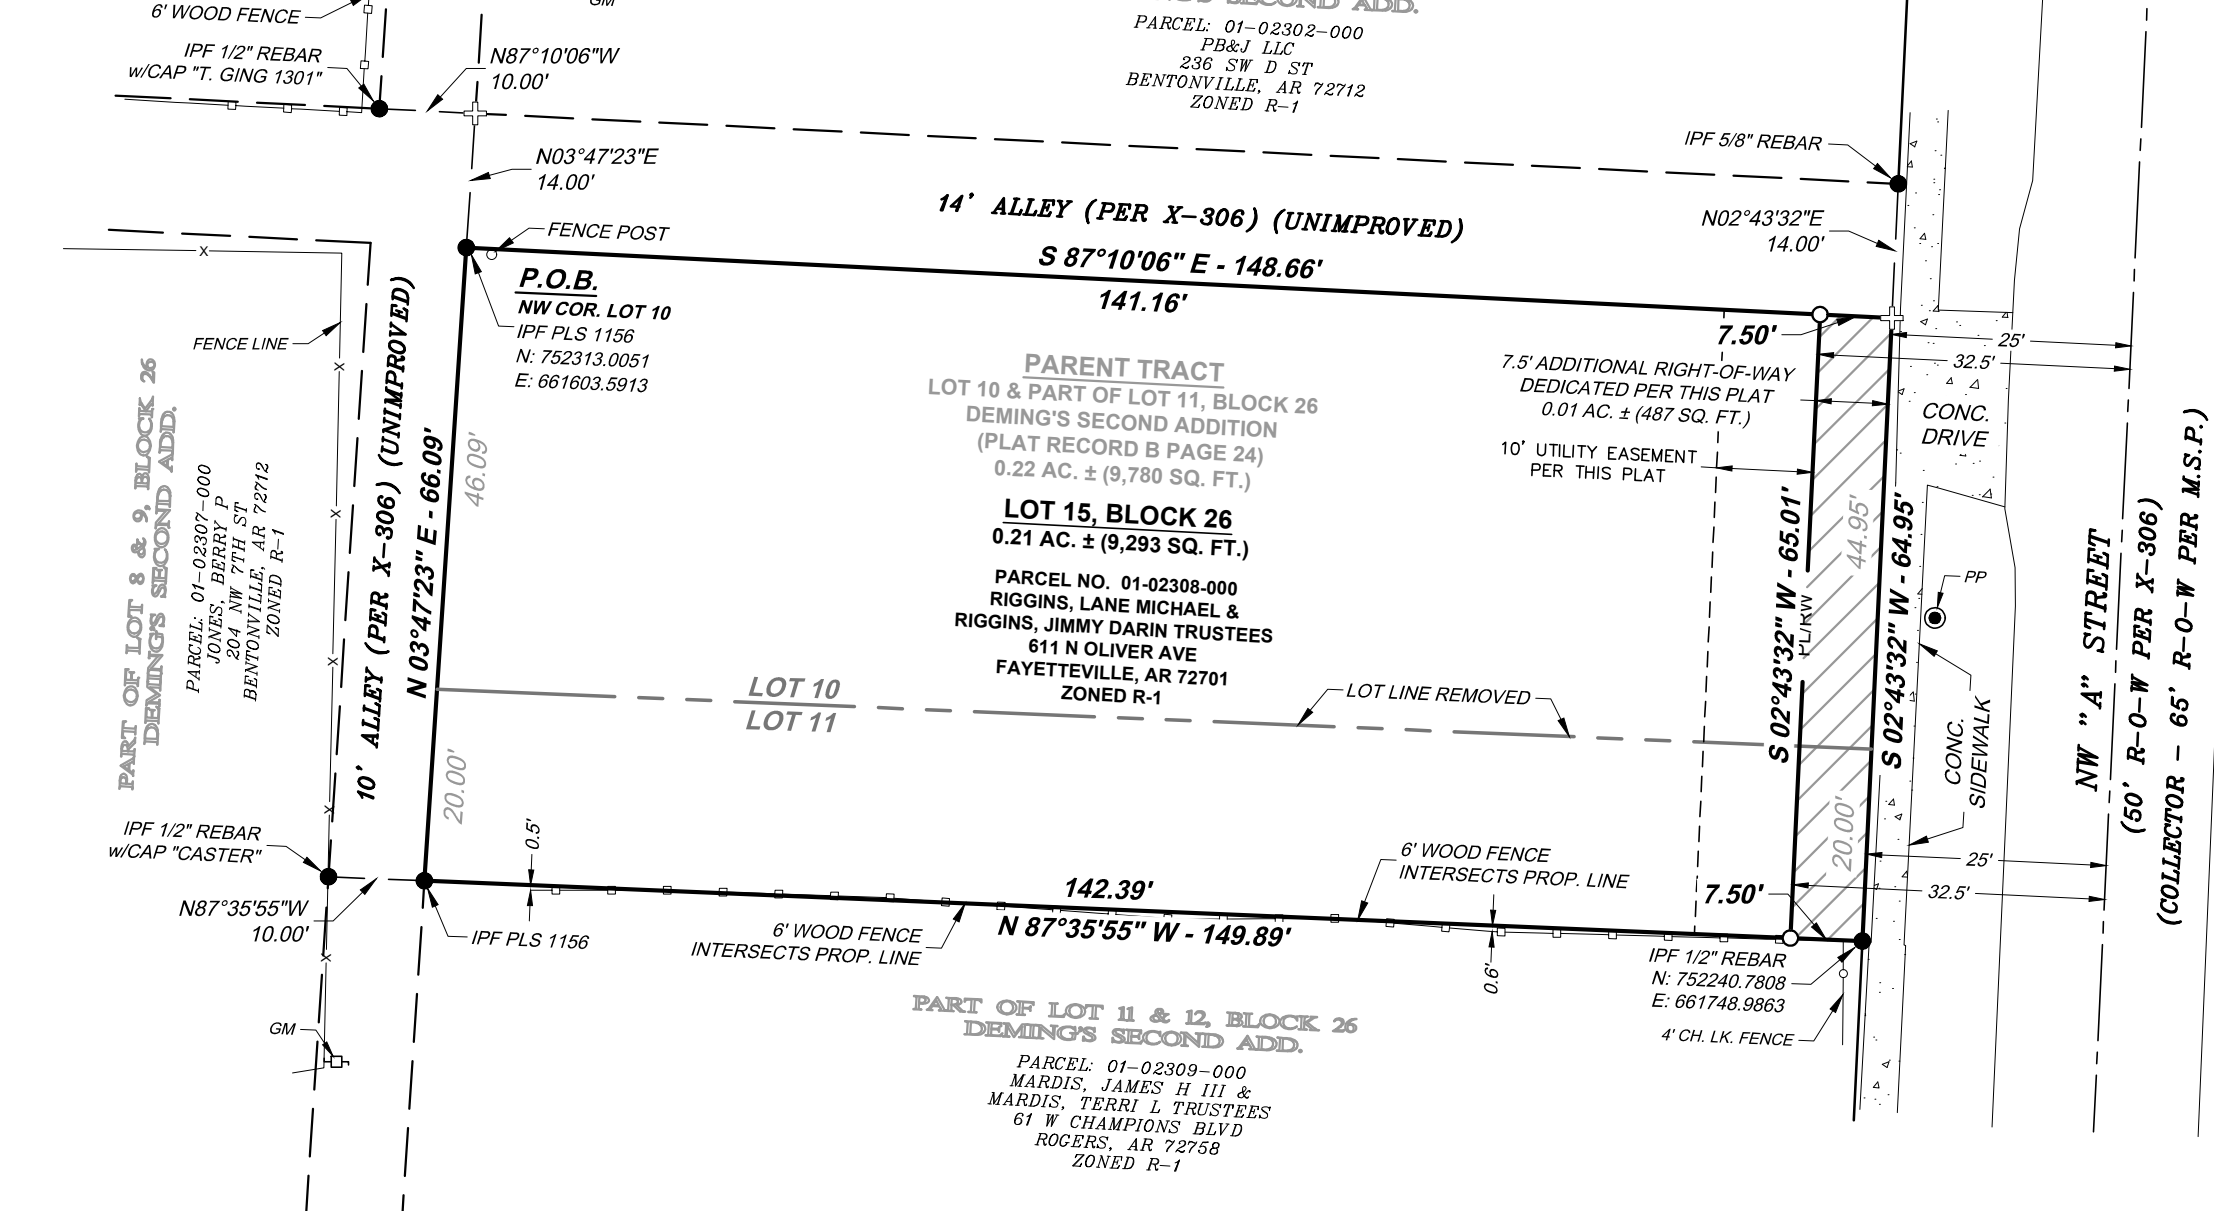 6' WOOD FENCE
GM
IPF 1/2" REBAR
w/CAP "T. GING 1301"
N87°10'06"W
10.00'
PARCEL: 01-02302-000
PB&J LLC
236 SW D ST
BENTONVILLE, AR 72712
ZONED R-1
IPF 5/8" REBAR
N03°47'23"E
14.00'
14' ALLEY (PER X-306) (UNIMPROVED)
N02°43'32"E
14.00'
FENCE POST
S 87°10'06" E - 148.66'
141.16'
P.O.B.
NW COR. LOT 10
IPF PLS 1156
N: 752313.0051
E: 661603.5913
FENCE LINE
7.50'
25'
32.5'
7.5' ADDITIONAL RIGHT-OF-WAY
DEDICATED PER THIS PLAT
0.01 AC. ± (487 SQ. FT.)
10' UTILITY EASEMENT
PER THIS PLAT
CONC.
DRIVE
PARENT TRACT
LOT 10 & PART OF LOT 11, BLOCK 26
DEMING'S SECOND ADDITION
(PLAT RECORD B PAGE 24)
0.22 AC. ± (9,780 SQ. FT.)
LOT 15, BLOCK 26
0.21 AC. ± (9,293 SQ. FT.)
PARCEL NO. 01-02308-000
RIGGINS, LANE MICHAEL &
RIGGINS, JIMMY DARIN TRUSTEES
611 N OLIVER AVE
FAYETTEVILLE, AR 72701
ZONED R-1
PART OF LOT 8 & 9, BLOCK 26
DEMING'S SECOND ADD.
PARCEL: 01-02307-000
JONES, BERRY P
204 NW 7TH ST
BENTONVILLE, AR 72712
ZONED R-1
10' ALLEY (PER X-306) (UNIMPROVED)
N 03°47'23" E - 66.09'
46.09'
20.00'
S 02°43'32" W - 65.01'
44.95'
S 02°43'32" W - 64.95'
20.00'
PP
CONC.
SIDEWALK
NW "A" STREET
(50' R-O-W PER X-306)
(COLLECTOR - 65' R-O-W PER M.S.P.)
LOT 10
LOT 11
LOT LINE REMOVED
IPF 1/2" REBAR
w/CAP "CASTER"
0.5'
6' WOOD FENCE
INTERSECTS PROP. LINE
25'
32.5'
142.39'
7.50'
N87°35'55"W
10.00'
IPF PLS 1156
6' WOOD FENCE
INTERSECTS PROP. LINE
N 87°35'55" W - 149.89'
0.6'
IPF 1/2" REBAR
N: 752240.7808
E: 661748.9863
4' CH. LK. FENCE
GM
PART OF LOT 11 & 12, BLOCK 26
DEMING'S SECOND ADD.
PARCEL: 01-02309-000
MARDIS, JAMES H III &
MARDIS, TERRI L TRUSTEES
61 W CHAMPIONS BLVD
ROGERS, AR 72758
ZONED R-1